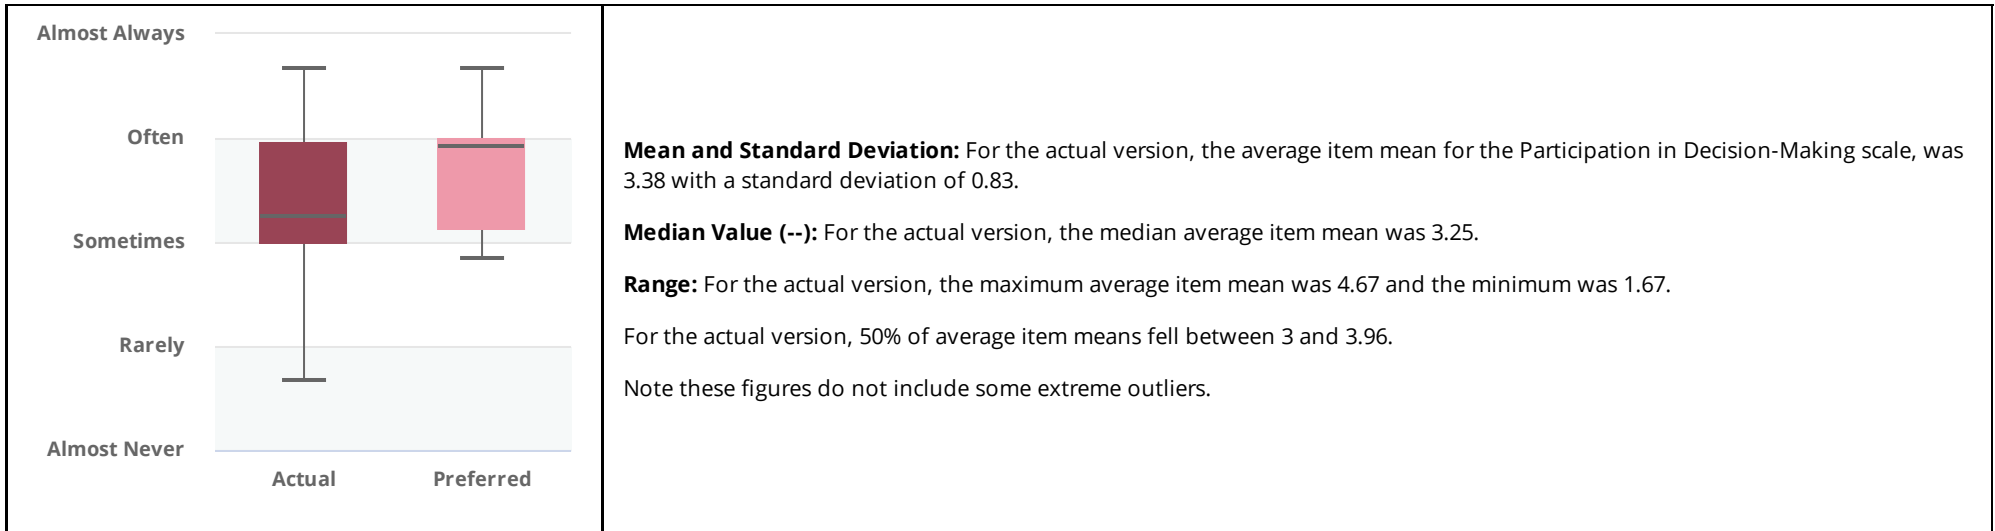 Almost Always
Often
Sometimes
Rarely
Almost Never
Actual
Preferred
Mean and Standard Deviation: For the actual version, the average item mean for the Participation in Decision-Making scale, was
3.38 with a standard deviation of 0.83.
Median Value (--): For the actual version, the median average item mean was 3.25.
Range: For the actual version, the maximum average item mean was 4.67 and the minimum was 1.67.
For the actual version, 50% of average item means fell between 3 and 3.96.
Note these figures do not include some extreme outliers.